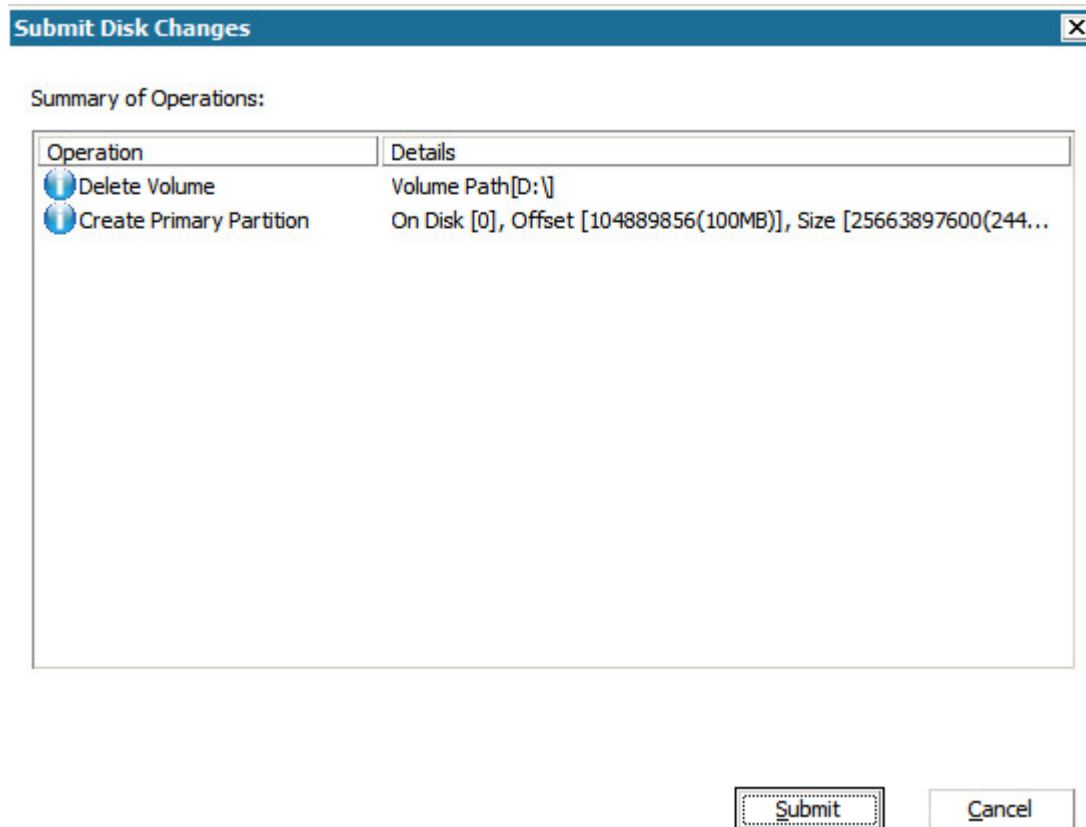 Submit Disk Changes
Summary of Operations:
Operation Details
Delete Volume Volume Path[D:\]
Create Primary Partition On Disk [0], Offset [104889856(100MB)], Size [25663897600(244...
Submit Cancel